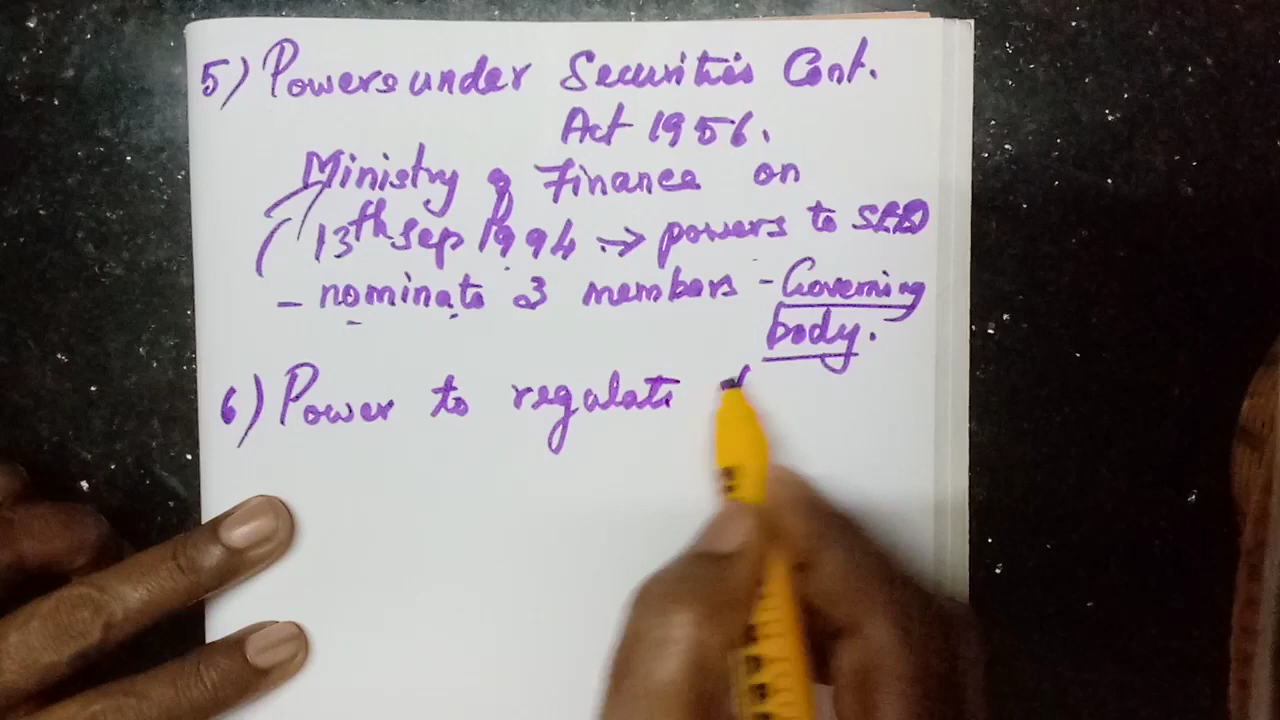 5) Powers under Securities Cont.
Act 1956.
Ministry of Finance on
13th Sep 1994 → powers to
- nominate 3 members - Governing
body.
6) Power to regulate